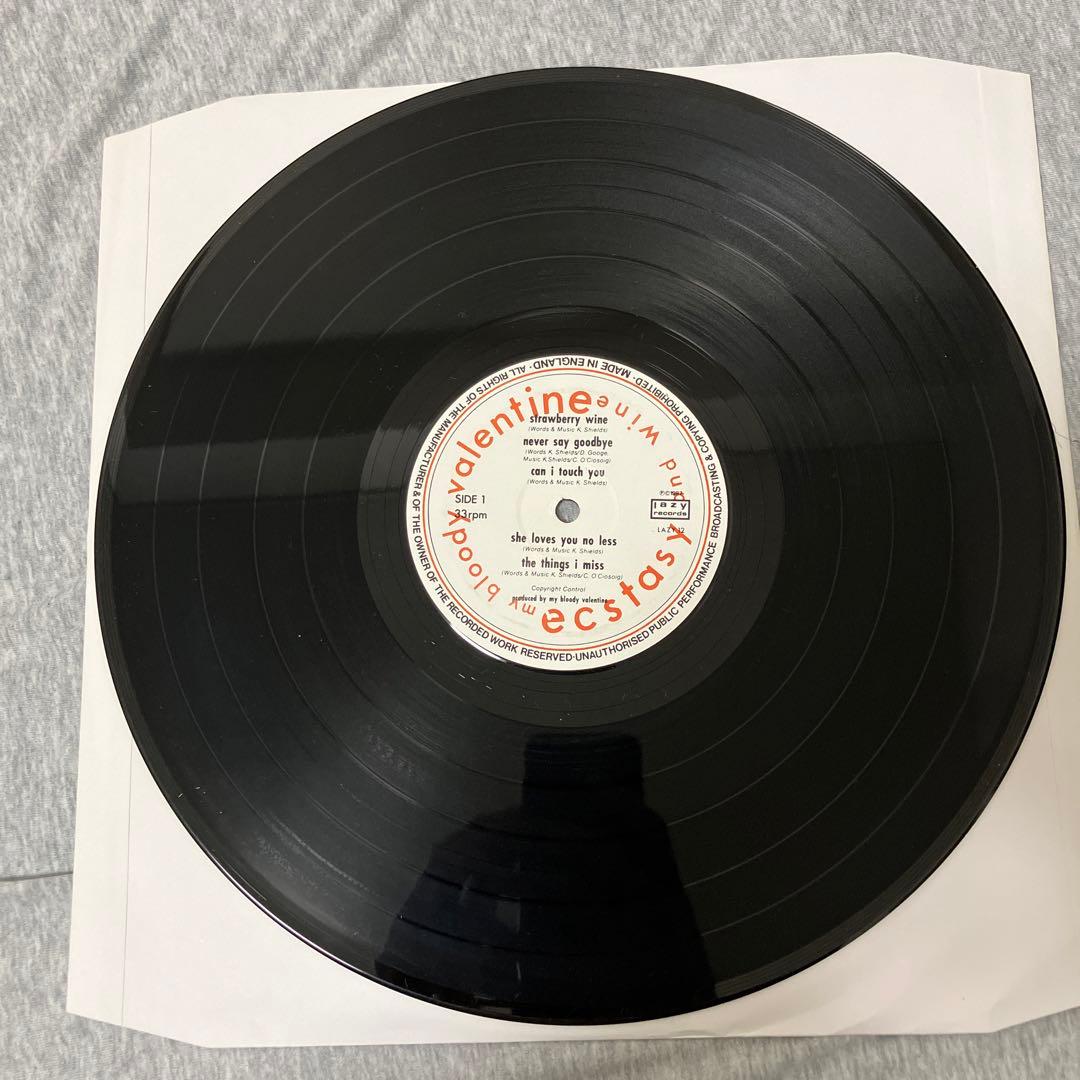 my bloody valentine
ecstasy and wine
strawberry wine
(Words & Music K. Shields)
never say goodbye
(Words K. Shields/D. Googe,
Music K.Shields/C. O'Ciosoig)
can i touch you
(Words & Music K. Shields)
SIDE 1
33rpm
lazy
records
LAZY 12
she loves you no less
(Words & Music K. Shields)
the things i miss
(Words & Music K. Shields/C. O'Ciosoig)
Copyright Control
produced by my bloody valentine
ALL RIGHTS OF THE MANUFACTURER & OF THE OWNER OF THE RECORDED WORK RESERVED·UNAUTHORISED PUBLIC PERFORMANCE BROADCASTING & COPYING PROHIBITED · MADE IN ENGLAND ·